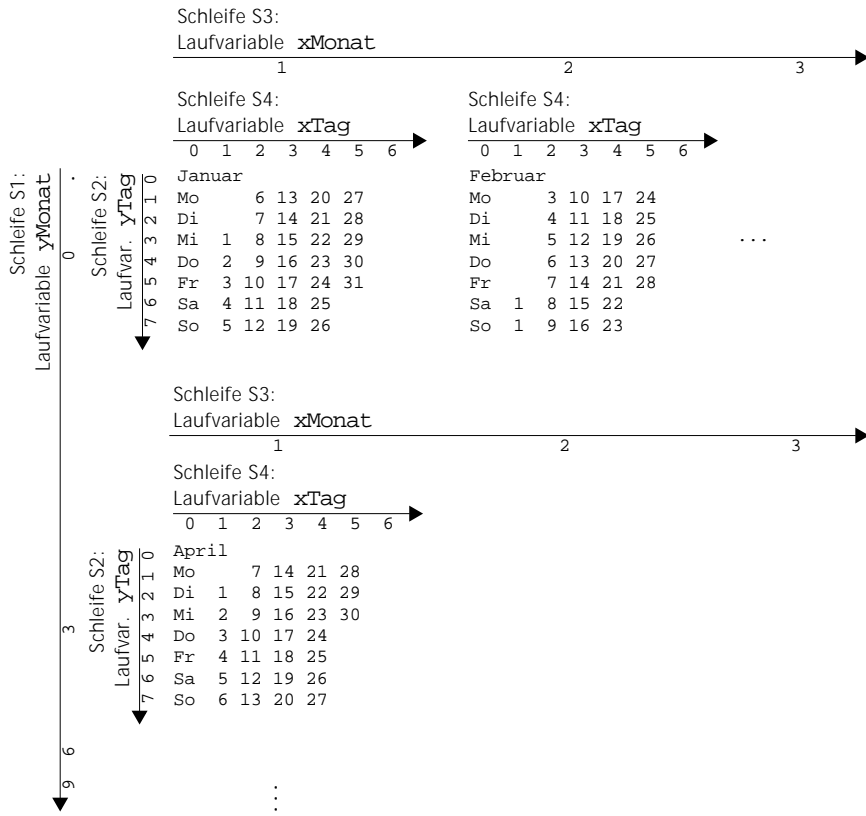 Schleife S3:
Laufvariable xMonat
1 2 3
Schleife S4:
Laufvariable xTag
0 1 2 3 4 5 6
Schleife S4:
Laufvariable xTag
0 1 2 3 4 5 6
Schleife S1:
Laufvariable yMonat
. 0 3 6 9
Schleife S2:
Laufvar. yTag
0 1 2 3 4 5 6 7
Januar
Mo 6 13 20 27
Di 7 14 21 28
Mi 1 8 15 22 29
Do 2 9 16 23 30
Fr 3 10 17 24 31
Sa 4 11 18 25
So 5 12 19 26
Februar
Mo 3 10 17 24
Di 4 11 18 25
Mi 5 12 19 26
Do 6 13 20 27
Fr 7 14 21 28
Sa 1 8 15 22
So 1 9 16 23
...
Schleife S3:
Laufvariable xMonat
1 2 3
Schleife S4:
Laufvariable xTag
0 1 2 3 4 5 6
Schleife S2:
Laufvar. yTag
0 1 2 3 4 5 6 7
April
Mo 7 14 21 28
Di 1 8 15 22 29
Mi 2 9 16 23 30
Do 3 10 17 24
Fr 4 11 18 25
Sa 5 12 19 26
So 6 13 20 27
...